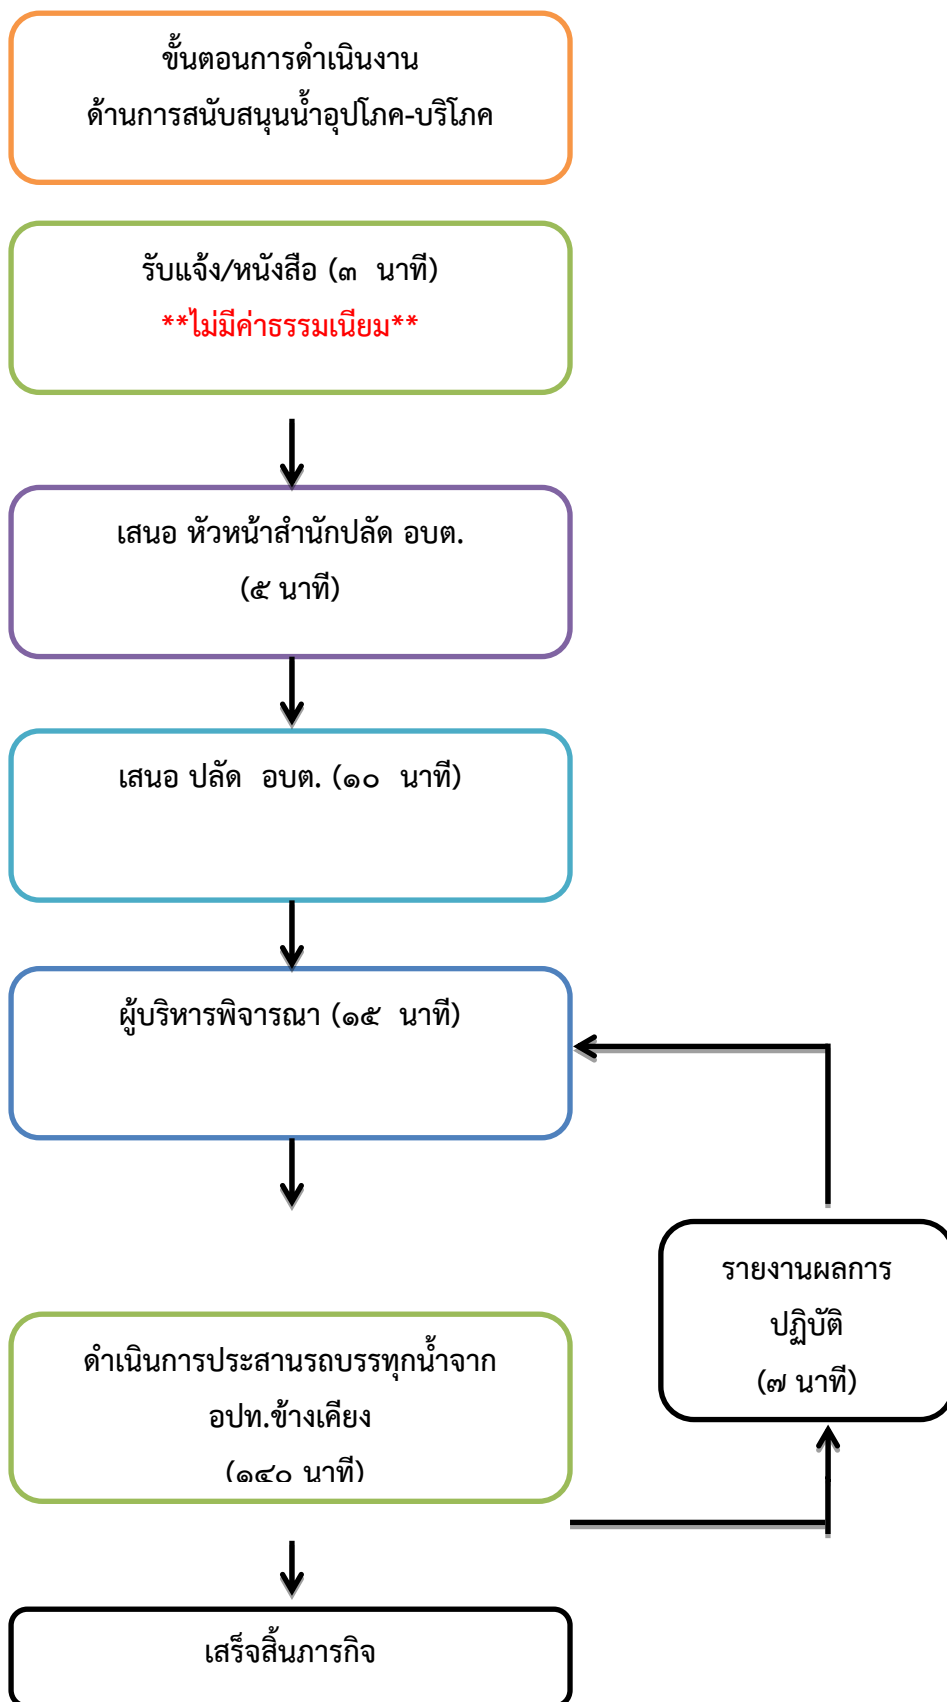 ขั้นตอนการดำเนินงาน
ด้านการสนับสนุนน้ำอุปโภค-บริโภค
รับแจ้ง/หนังสือ (๓ นาที)
**ไม่มีค่าธรรมเนียม**
เสนอ หัวหน้าสำนักปลัด อบต.
(๕ นาที)
เสนอ ปลัด อบต. (๑๐ นาที)
ผู้บริหารพิจารณา (๑๕ นาที)
รายงานผลการ
ปฏิบัติ
(๗ นาที)
ดำเนินการประสานรถบรรทุกน้ำจาก
อปท.ข้างเคียง
(๑๔๐ นาที)
เสร็จสิ้นภารกิจ